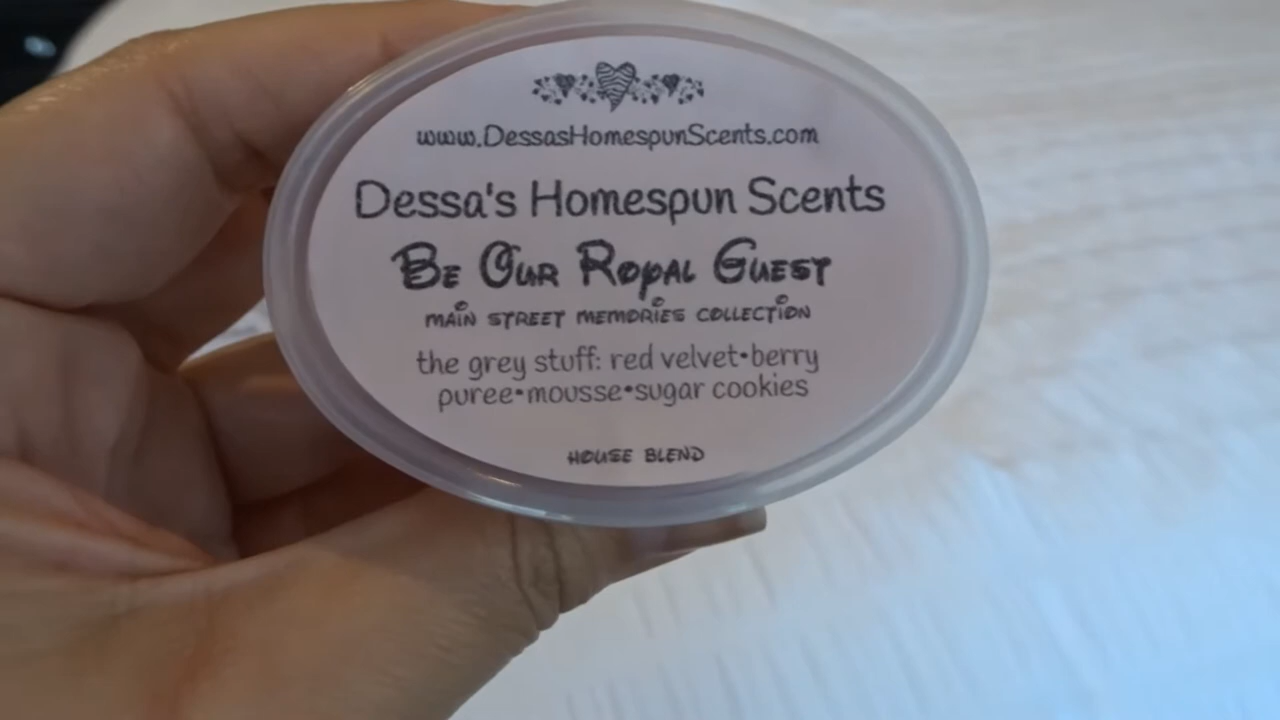 www.DessasHomespunScents.com
Dessa's Homespun Scents
Be Our Royal Guest
MAIN STREET MEMORIES COLLECTION
the grey stuff: red velvet•berry
puree•mousse•sugar cookies
HOUSE BLEND